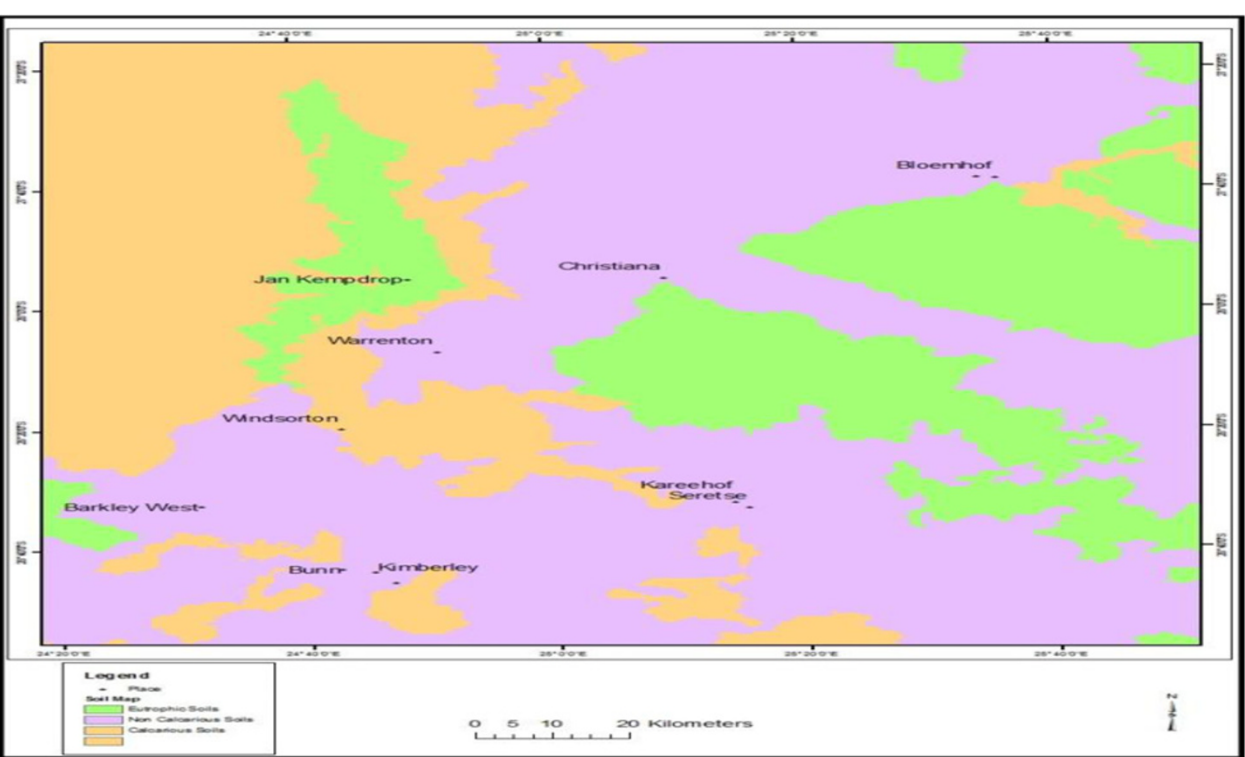 24°40'0"E 25°0'0"E 25°20'0"E 25°40'0"E
Bloemhof
Christiana
Jan Kempdrop
Warrenton
Windsorton
Kareehof
Seretse
Barkley West
Bunn
Kimberley
24°20'0"E 24°40'0"E 25°0'0"E 25°20'0"E 25°40'0"E
Legend
Place
Soil Map
Eutrophic Soils
Non Calcarious Soils
Calcarious Soils
0 5 10 20 Kilometers
N